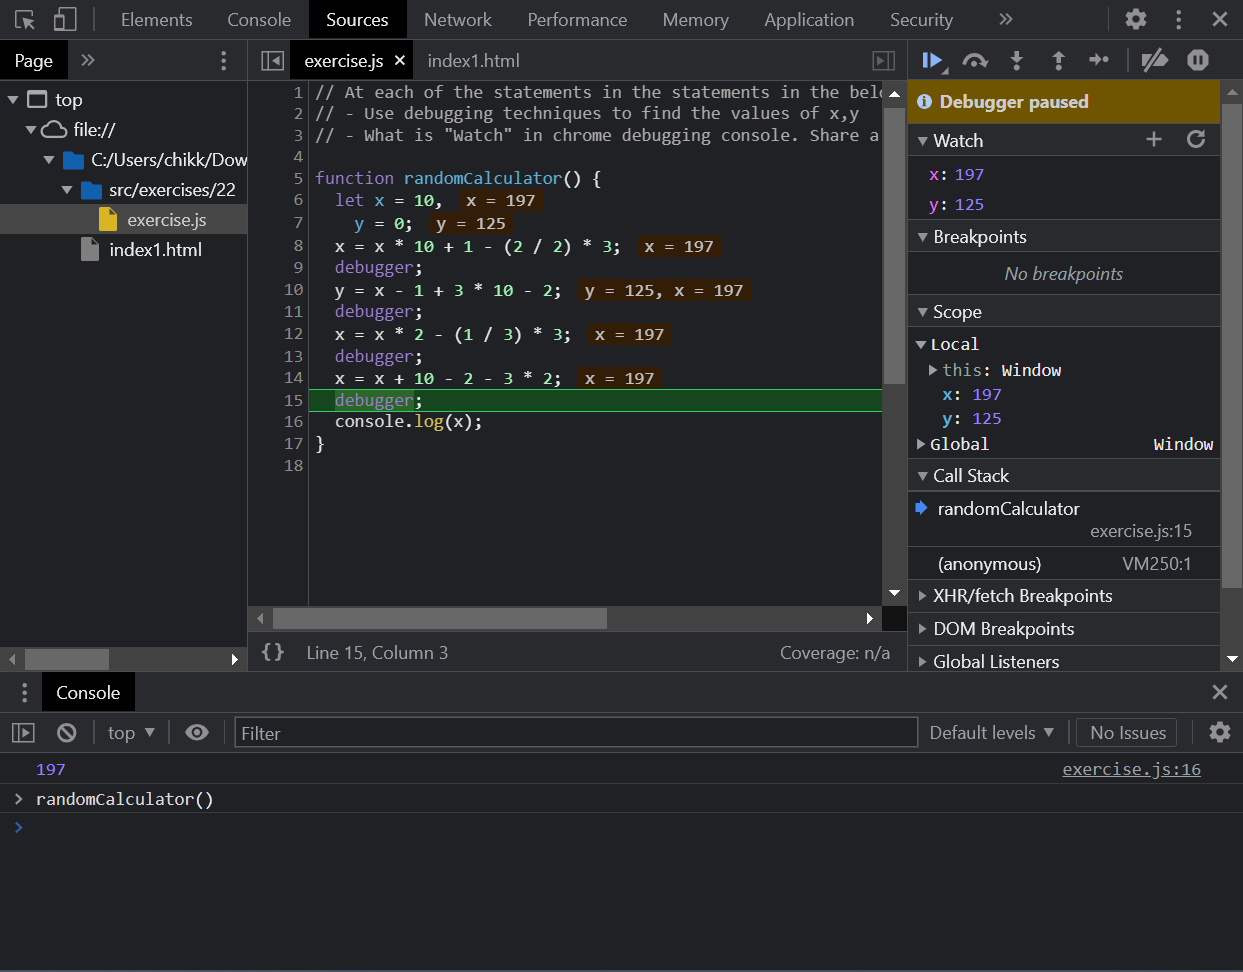 Elements Console Sources Network Performance Memory Application Security »
Page »
exercise.js × index1.html
top
file://
C:/Users/chikk/Dow
src/exercises/22
exercise.js
index1.html
1 // At each of the statements in the statements in the belo
2 // - Use debugging techniques to find the values of x,y
3 // - What is "Watch" in chrome debugging console. Share a
4
5 function randomCalculator() {
6 let x = 10, x = 197
7 y = 0; y = 125
8 x = x * 10 + 1 - (2 / 2) * 3; x = 197
9 debugger;
10 y = x - 1 + 3 * 10 - 2; y = 125, x = 197
11 debugger;
12 x = x * 2 - (1 / 3) * 3; x = 197
13 debugger;
14 x = x + 10 - 2 - 3 * 2; x = 197
15 debugger;
16 console.log(x);
17 }
18
{} Line 15, Column 3 Coverage: n/a
Debugger paused
Watch
x: 197
y: 125
Breakpoints
No breakpoints
Scope
Local
this: Window
x: 197
y: 125
Global Window
Call Stack
randomCalculator
exercise.js:15
(anonymous) VM250:1
XHR/fetch Breakpoints
DOM Breakpoints
Global Listeners
Console
top Filter Default levels No Issues
197 exercise.js:16
> randomCalculator()
>